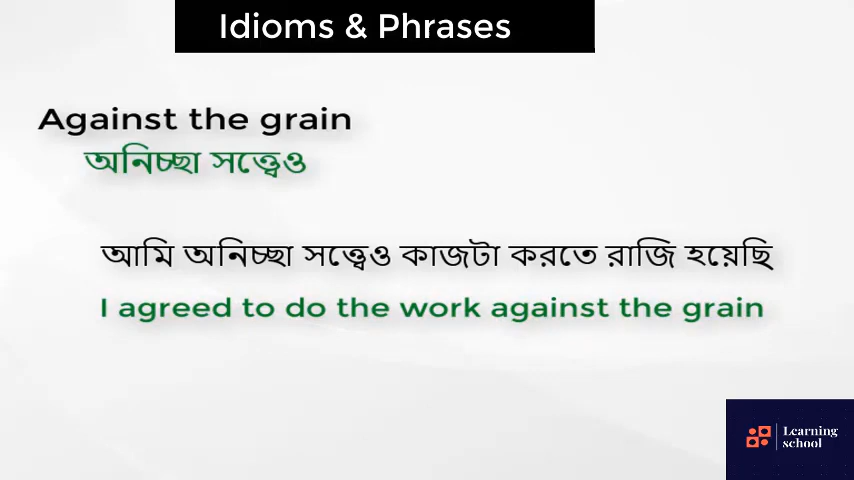 Idioms & Phrases
Against the grain
অনিচ্ছা সত্ত্বেও
আমি অনিচ্ছা সত্ত্বেও কাজটা করতে রাজি হয়েছি
I agreed to do the work against the grain
Learning
school